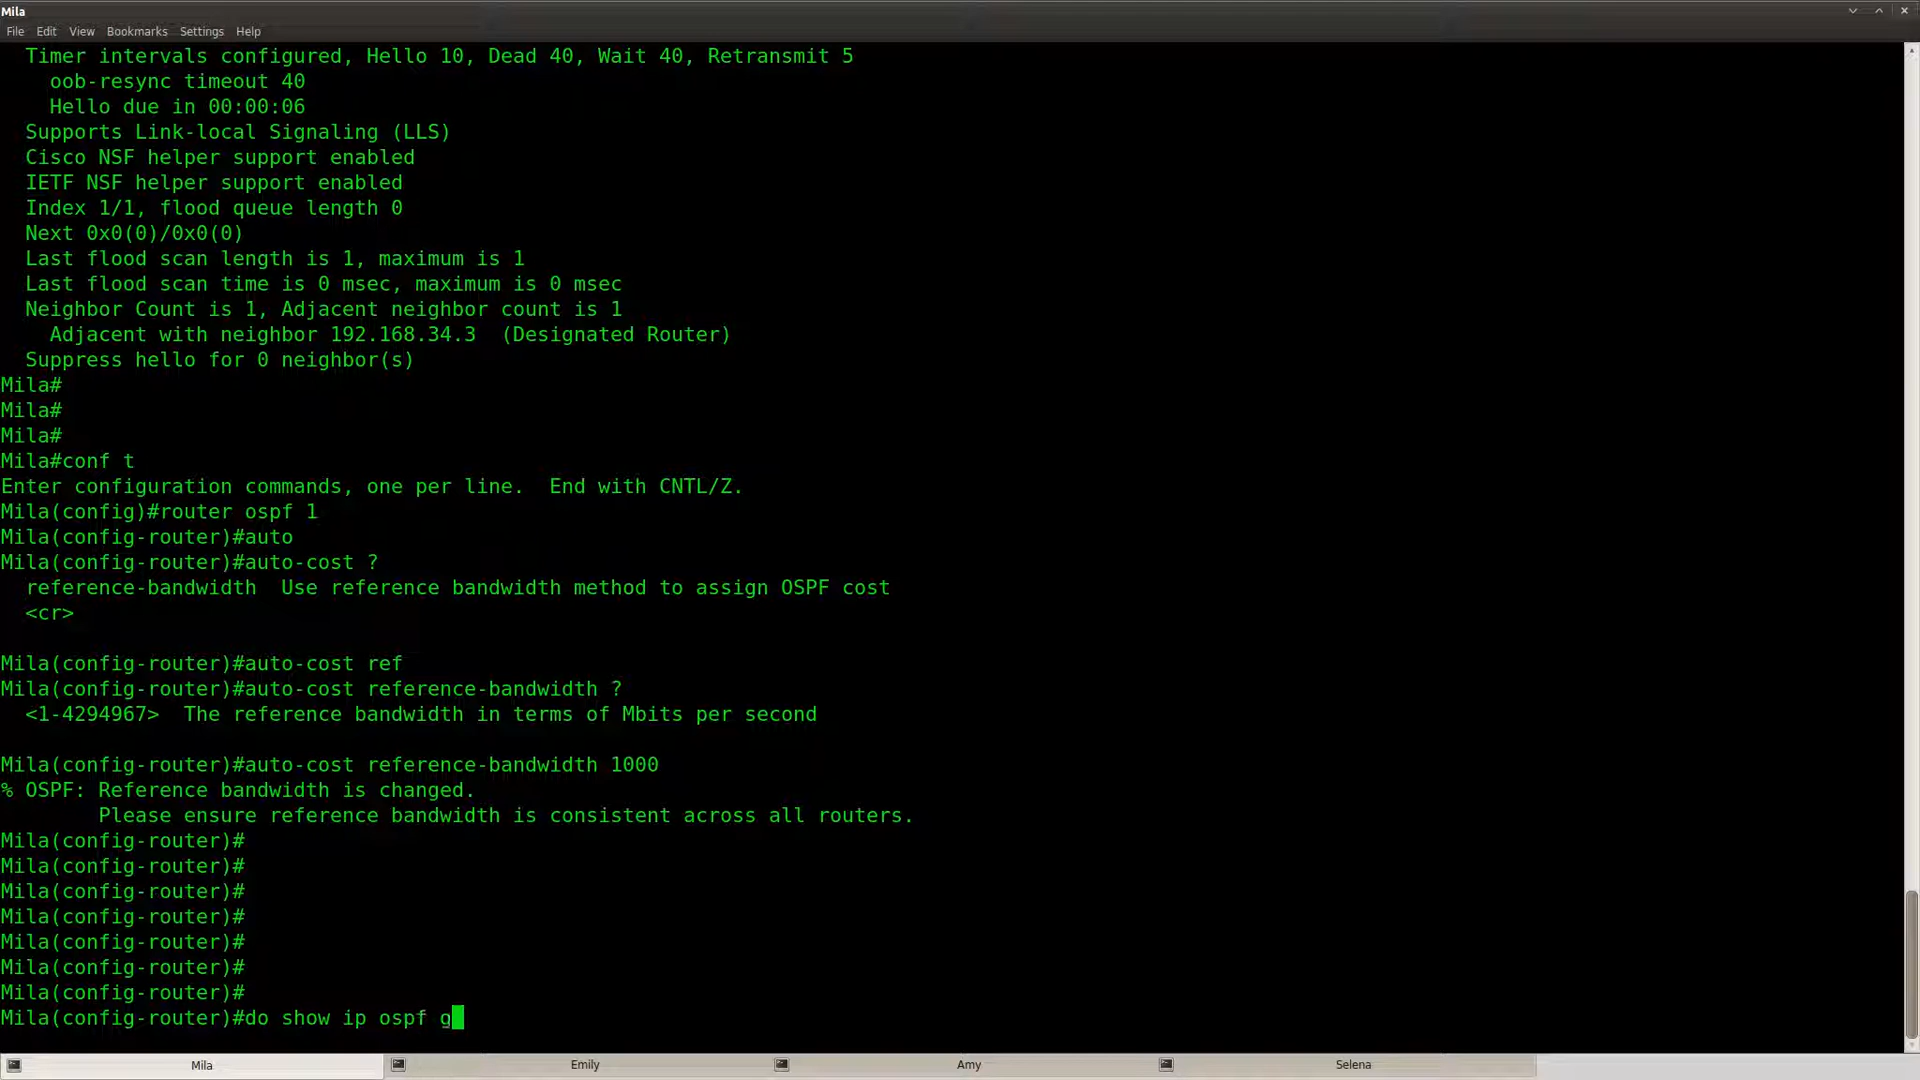 Mila
File Edit View Bookmarks Settings Help
Timer intervals configured, Hello 10, Dead 40, Wait 40, Retransmit 5
oob-resync timeout 40
Hello due in 00:00:06
Supports Link-local Signaling (LLS)
Cisco NSF helper support enabled
IETF NSF helper support enabled
Index 1/1, flood queue length 0
Next 0x0(0)/0x0(0)
Last flood scan length is 1, maximum is 1
Last flood scan time is 0 msec, maximum is 0 msec
Neighbor Count is 1, Adjacent neighbor count is 1
Adjacent with neighbor 192.168.34.3  (Designated Router)
Suppress hello for 0 neighbor(s)
Mila#
Mila#
Mila#
Mila#conf t
Enter configuration commands, one per line.  End with CNTL/Z.
Mila(config)#router ospf 1
Mila(config-router)#auto
Mila(config-router)#auto-cost ?
reference-bandwidth  Use reference bandwidth method to assign OSPF cost
<cr>
Mila(config-router)#auto-cost ref
Mila(config-router)#auto-cost reference-bandwidth ?
<1-4294967>  The reference bandwidth in terms of Mbits per second
Mila(config-router)#auto-cost reference-bandwidth 1000
% OSPF: Reference bandwidth is changed.
Please ensure reference bandwidth is consistent across all routers.
Mila(config-router)#
Mila(config-router)#
Mila(config-router)#
Mila(config-router)#
Mila(config-router)#
Mila(config-router)#
Mila(config-router)#
Mila(config-router)#do show ip ospf g
Mila Emily Amy Selena